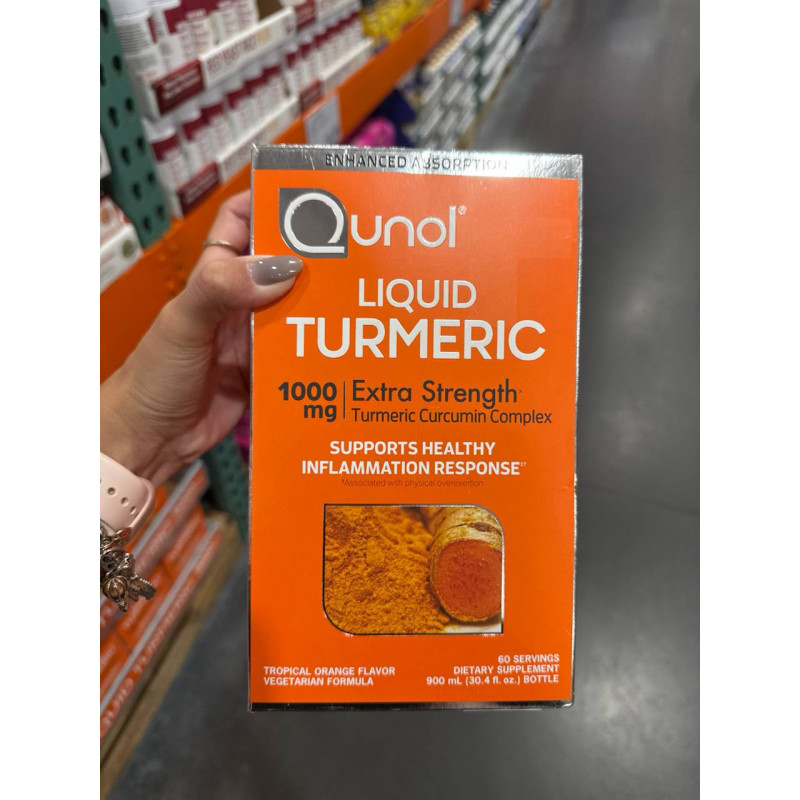 ENHANCED ABSORPTION
Qunol®
LIQUID
TURMERIC
1000 mg
Extra Strength
Turmeric Curcumin Complex
SUPPORTS HEALTHY
INFLAMMATION RESPONSE
*Associated with physical overexertion
TROPICAL ORANGE FLAVOR
VEGETARIAN FORMULA
60 SERVINGS
DIETARY SUPPLEMENT
900 mL (30.4 fl. oz.) BOTTLE